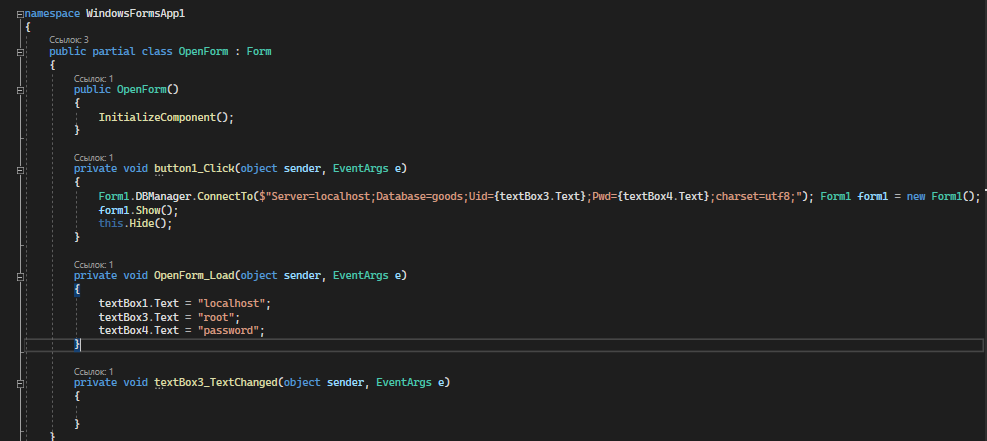 namespace WindowsFormsApp1
{
Ссылок: 3
public partial class OpenForm : Form
{
Ссылок: 1
public OpenForm()
{
InitializeComponent();
}
Ссылок: 1
private void button1_Click(object sender, EventArgs e)
{
Form1.DBManager.ConnectTo($"Server=localhost;Database=goods;Uid={textBox3.Text};Pwd={textBox4.Text};charset=utf8;"); Form1 form1 = new Form1();
form1.Show();
this.Hide();
}
Ссылок: 1
private void OpenForm_Load(object sender, EventArgs e)
{
textBox1.Text = "localhost";
textBox3.Text = "root";
textBox4.Text = "password";
}
Ссылок: 1
private void textBox3_TextChanged(object sender, EventArgs e)
{
}
}